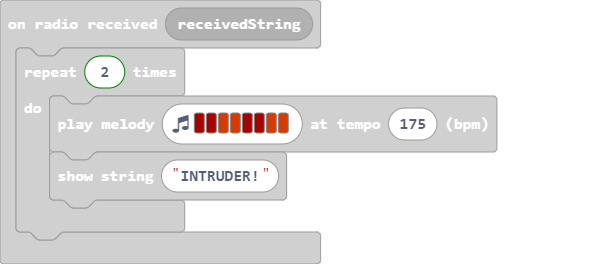 on radio received receivedString
repeat 2 times
do
play melody at tempo 175 (bpm)
show string "INTRUDER!"